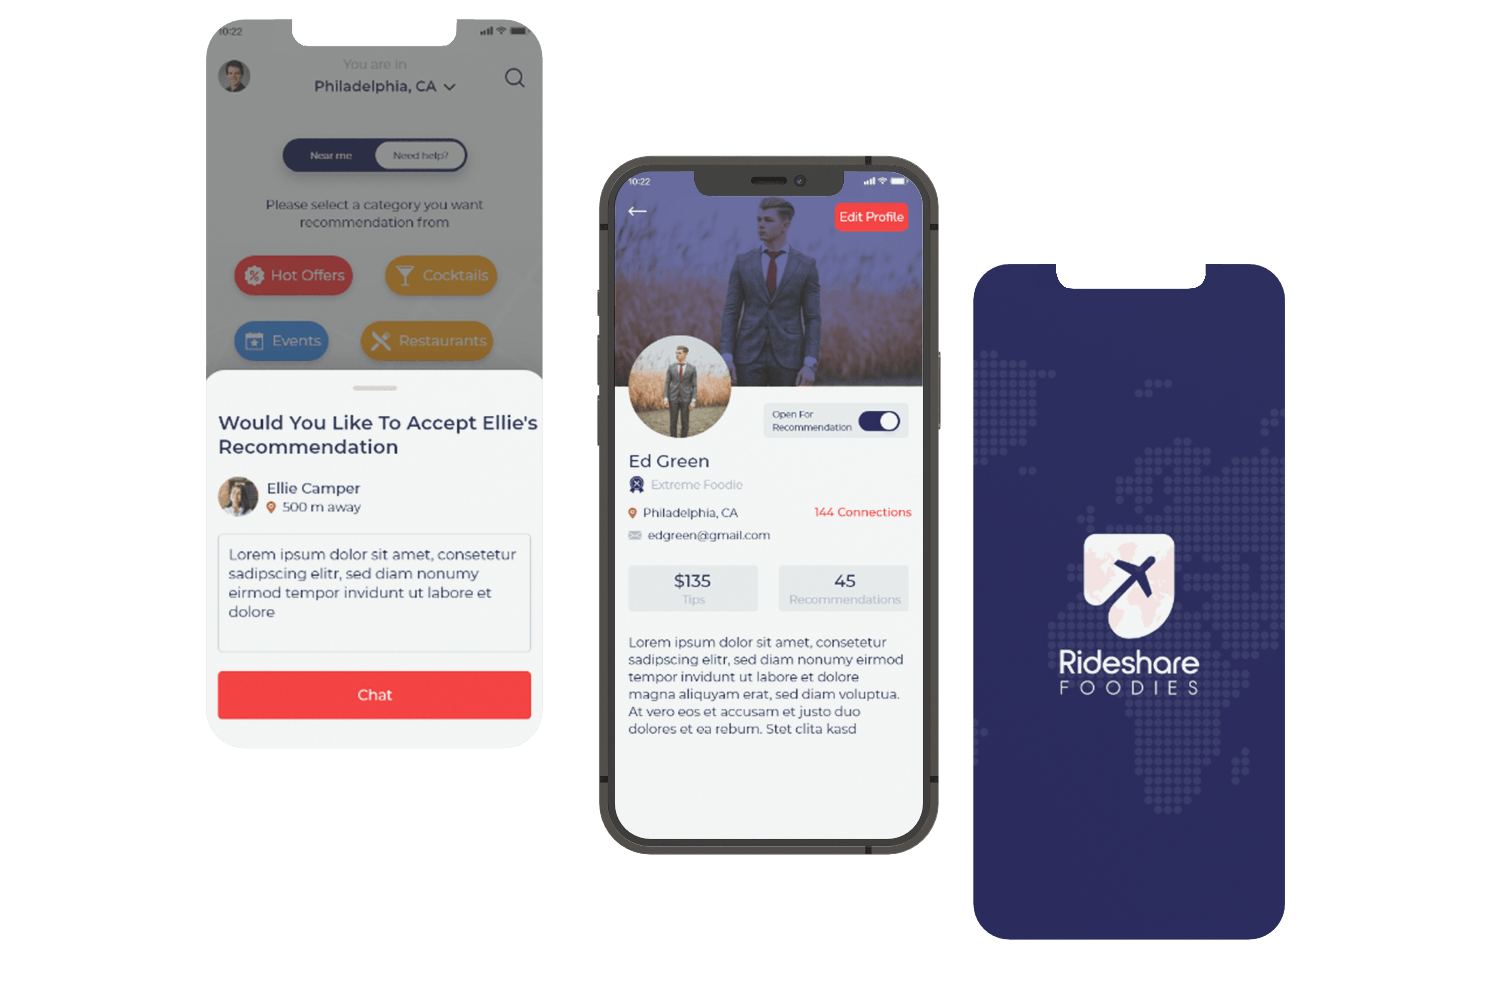 10:22
You are in
Philadelphia, CA
Near me
Need help?
Please select a category you want
recommendation from
Hot Offers
Cocktails
Events
Restaurants
Would You Like To Accept Ellie's
Recommendation
Ellie Camper
500 m away
Lorem ipsum dolor sit amet, consetetur
sadipscing elitr, sed diam nonumy
eirmod tempor invidunt ut labore et
dolore
Chat
10:22
Edit Profile
Open For
Recommendation
Ed Green
Extreme Foodie
Philadelphia, CA
144 Connections
edgreen@gmail.com
$135
Tips
45
Recommendations
Lorem ipsum dolor sit amet, consetetur
sadipscing elitr, sed diam nonumy eirmod
tempor invidunt ut labore et dolore
magna aliquyam erat, sed diam voluptua.
At vero eos et accusam et justo duo
dolores et ea rebum. Stet clita kasd
Rideshare
FOODIES